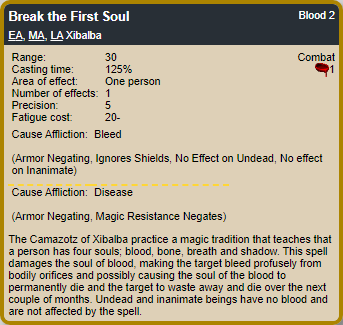 Break the First Soul Blood 2
EA, MA, LA Xibalba
Range: 30 Combat
Casting time: 125% 1
Area of effect: One person
Number of effects: 1
Precision: 5
Fatigue cost: 20-
Cause Affliction: Bleed
(Armor Negating, Ignores Shields, No Effect on Undead, No effect
on Inanimate)
Cause Affliction: Disease
(Armor Negating, Magic Resistance Negates)
The Camazotz of Xibalba practice a magic tradition that teaches that
a person has four souls; blood, bone, breath and shadow. This spell
damages the soul of blood, making the target bleed profusely from
bodily orifices and possibly causing the soul of the blood to
permanently die and the target to waste away and die over the next
couple of months. Undead and inanimate beings have no blood and
are not affected by the spell.